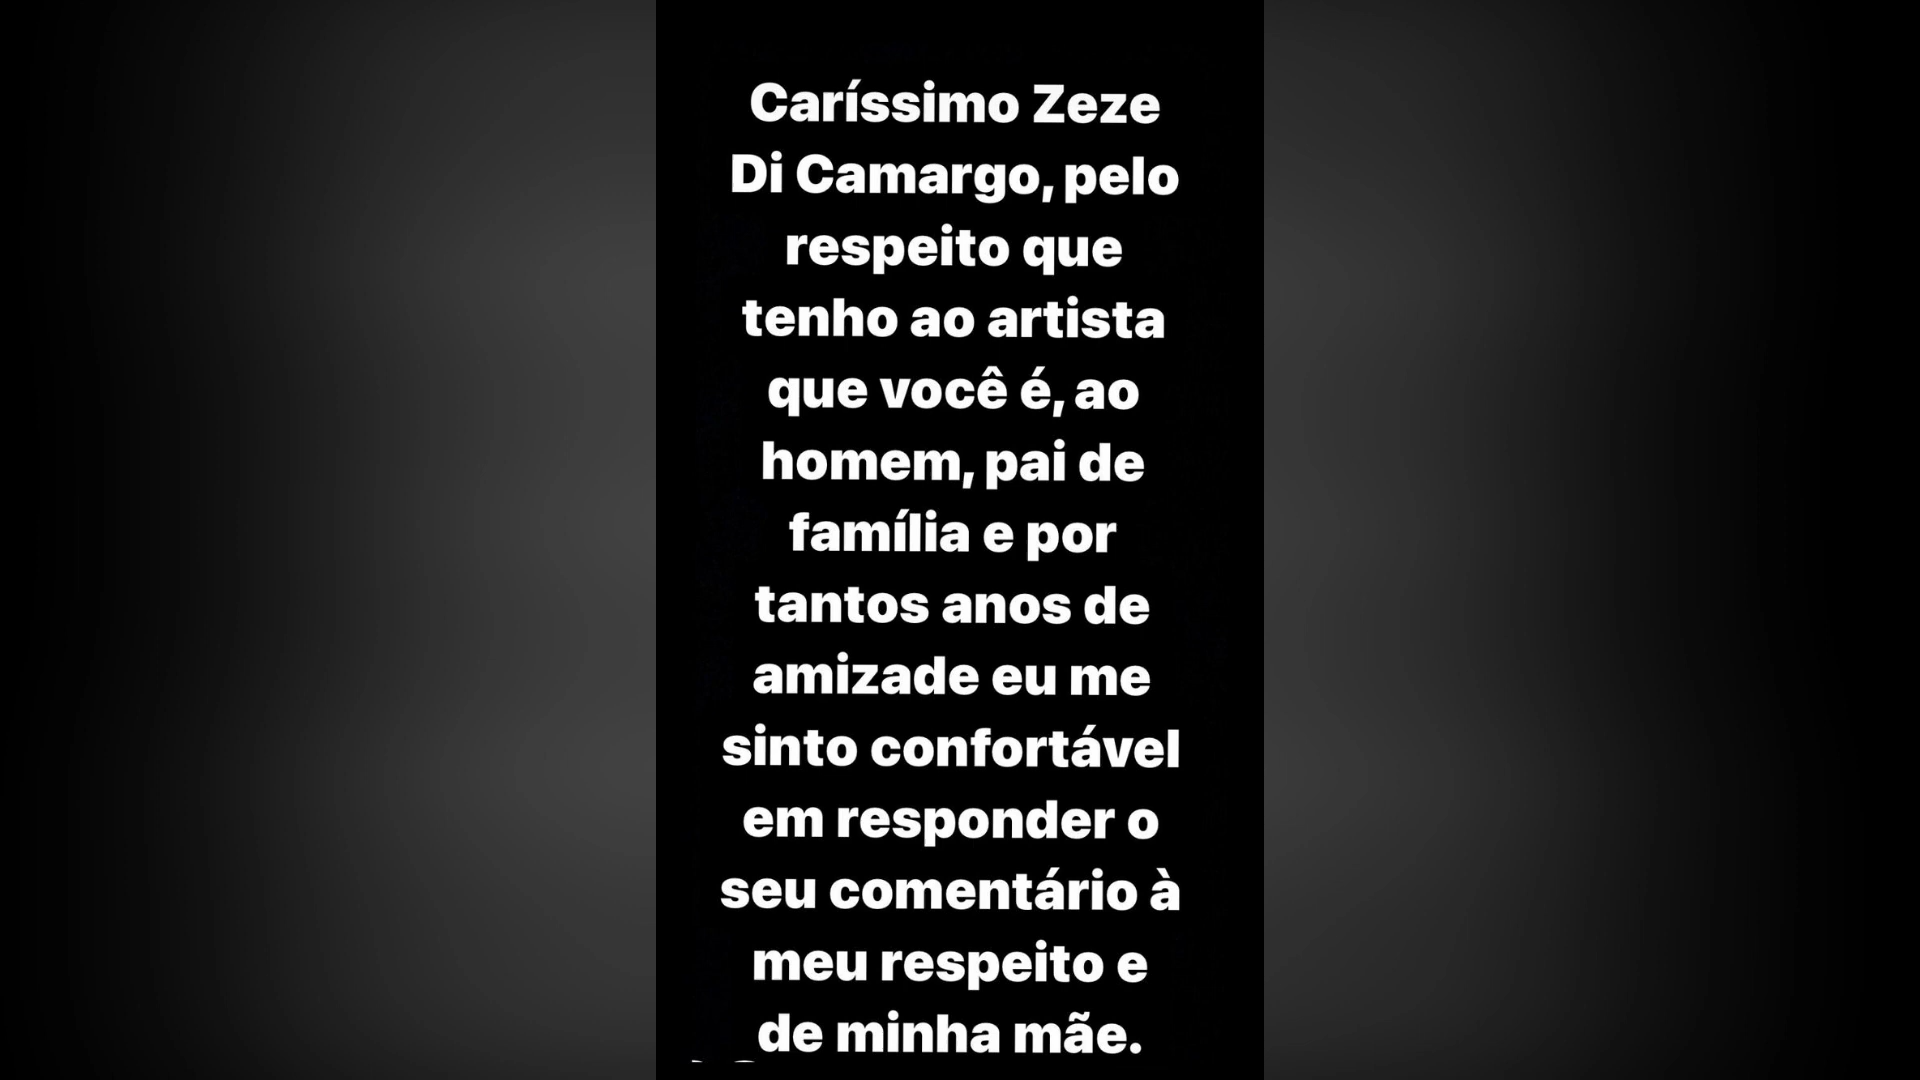 Caríssimo Zeze
Di Camargo, pelo
respeito que
tenho ao artista
que você é, ao
homem, pai de
família e por
tantos anos de
amizade eu me
sinto confortável
em responder o
seu comentário à
meu respeito e
de minha mãe.